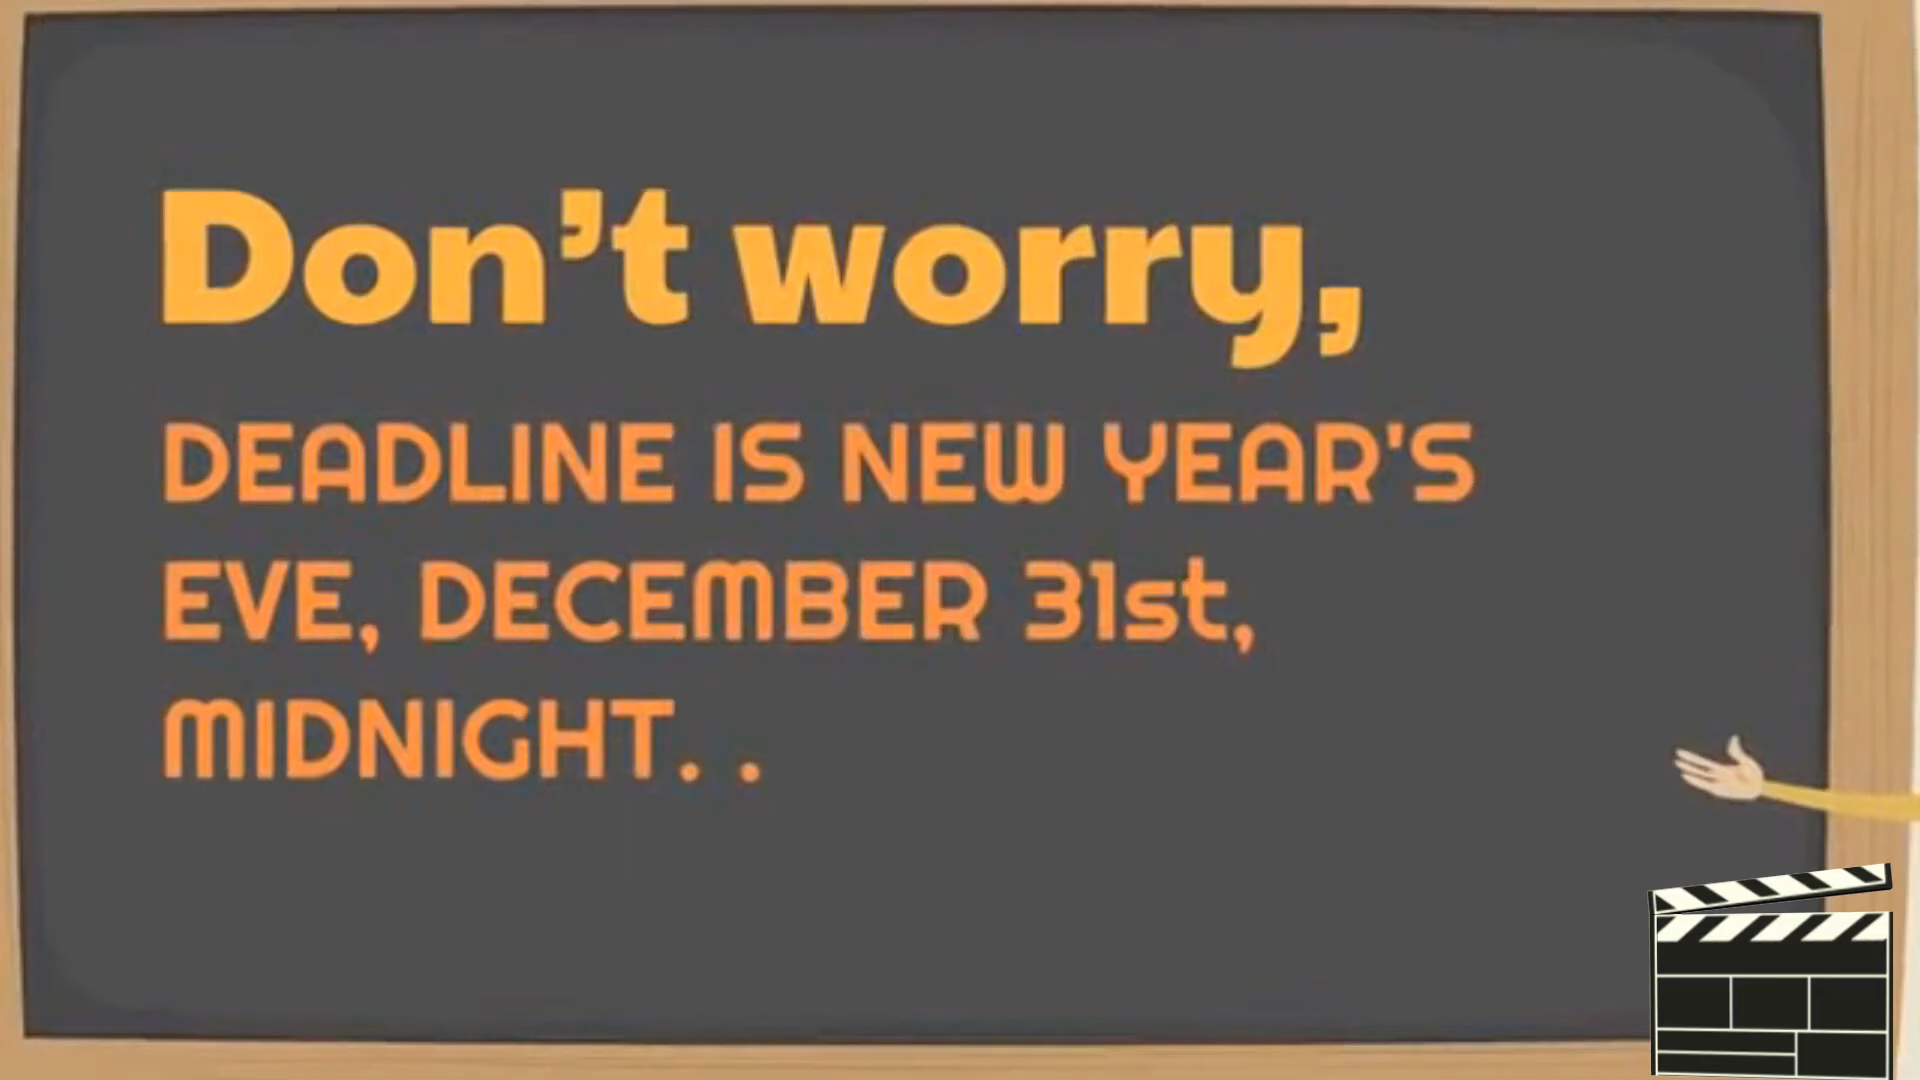 Don’t worry,
DEADLINE IS NEW YEAR'S
EVE, DECEMBER 31st,
MIDNIGHT. .